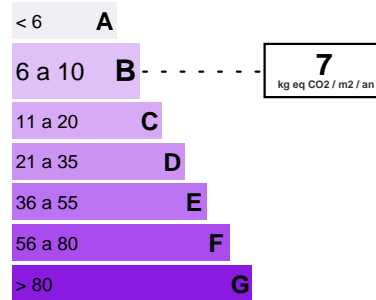 < 6 A
6 a 10 B
7
kg eq CO2 / m2 / an
11 a 20 C
21 a 35 D
36 a 55 E
56 a 80 F
> 80 G